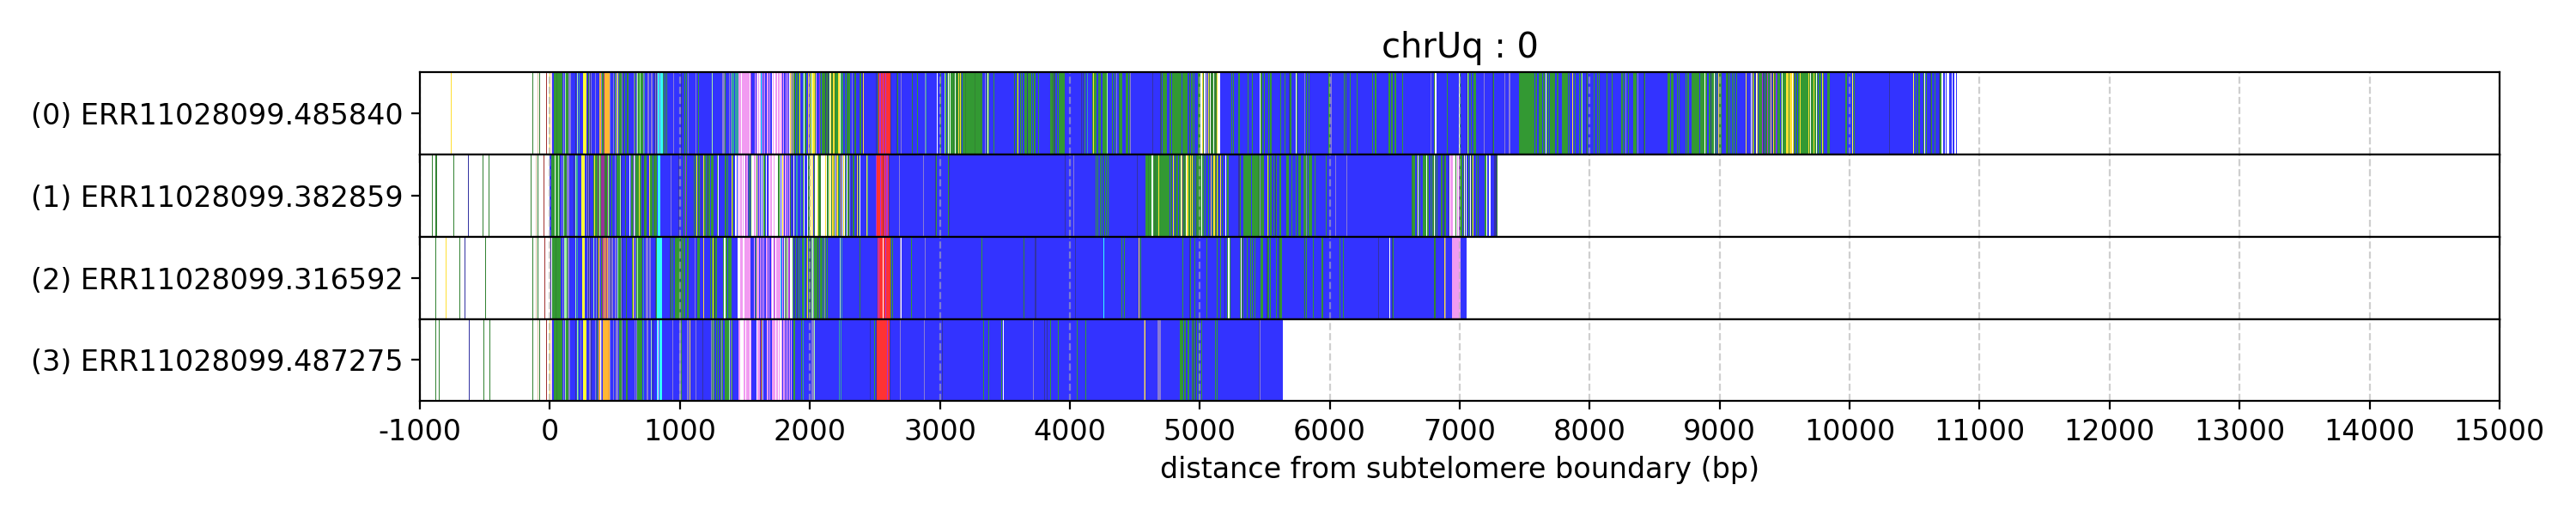 chrUq : 0
(0) ERR11028099.485840
(1) ERR11028099.382859
(2) ERR11028099.316592
(3) ERR11028099.487275
-1000 0 1000 2000 3000 4000 5000 6000 7000 8000 9000 10000 11000 12000 13000 14000 15000
distance from subtelomere boundary (bp)